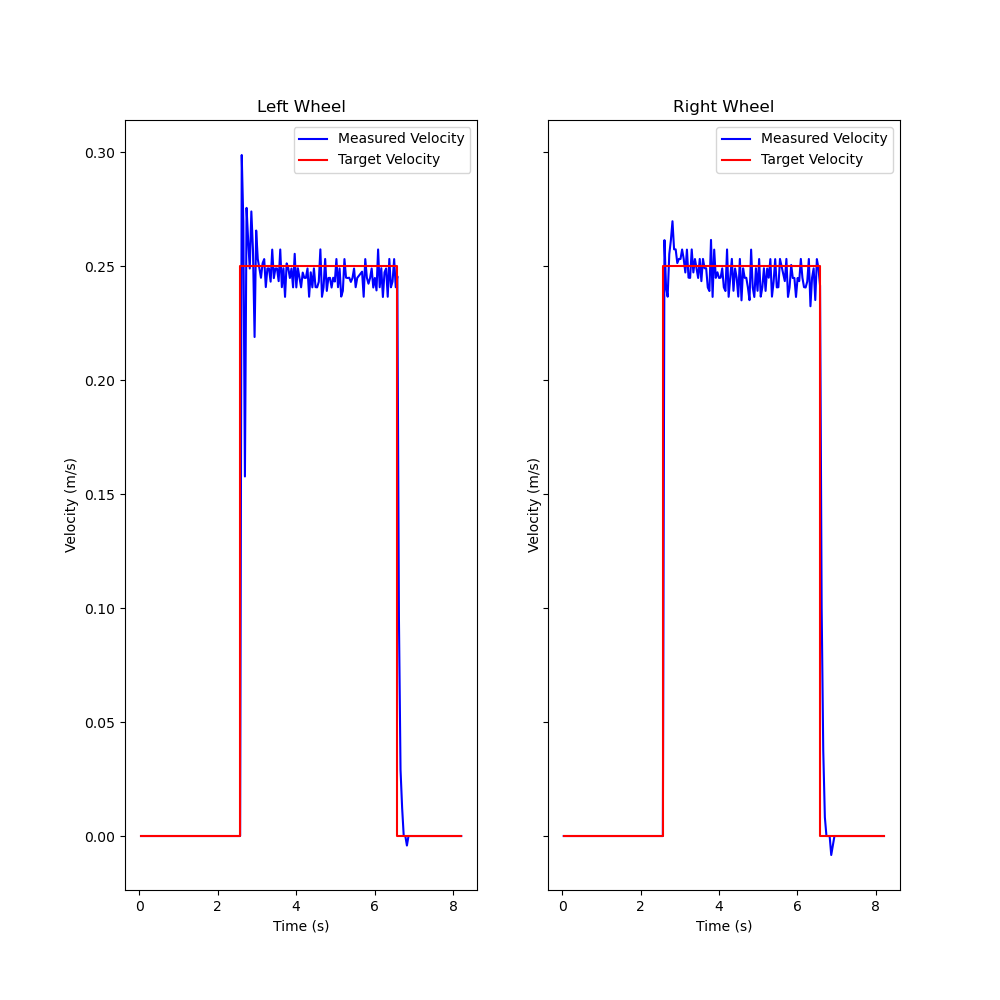 Left Wheel
Measured Velocity
Target Velocity
0.30
0.25
0.20
0.15
0.10
0.05
0.00
Velocity (m/s)
0 2 4 6 8
Time (s)
Right Wheel
Measured Velocity
Target Velocity
Velocity (m/s)
0 2 4 6 8
Time (s)